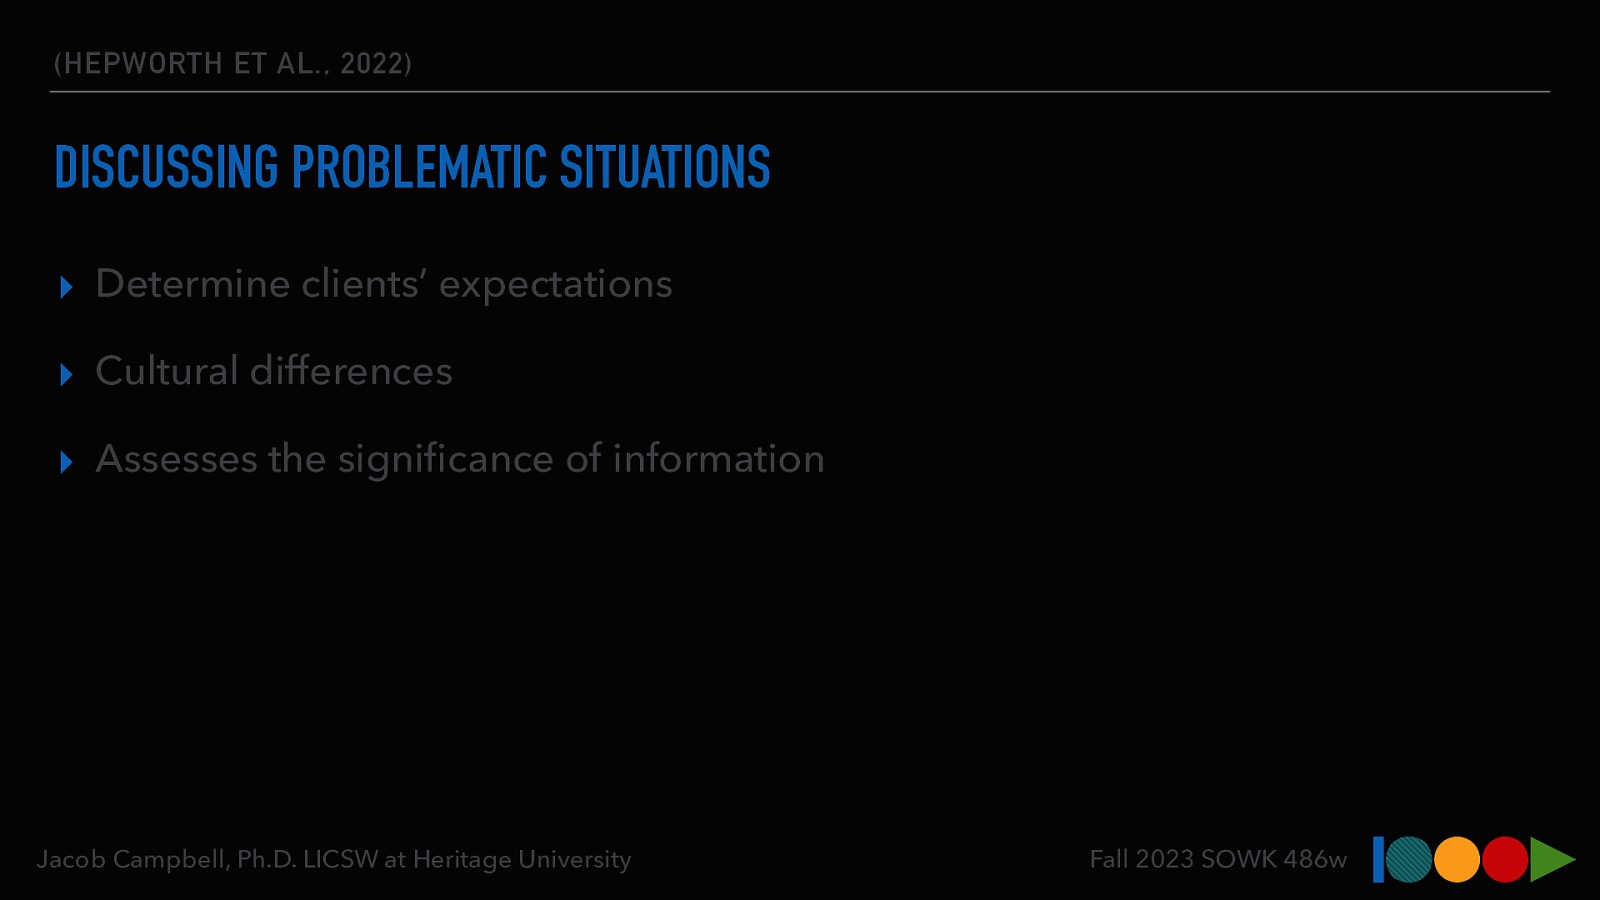 (HEPWORTH ET AL., 2022)
DISCUSSING PROBLEMATIC SITUATIONS
Determine clients’ expectations
Cultural differences
Assesses the significance of information
Jacob Campbell, Ph.D. LICSW at Heritage University
Fall 2023 SOWK 486w